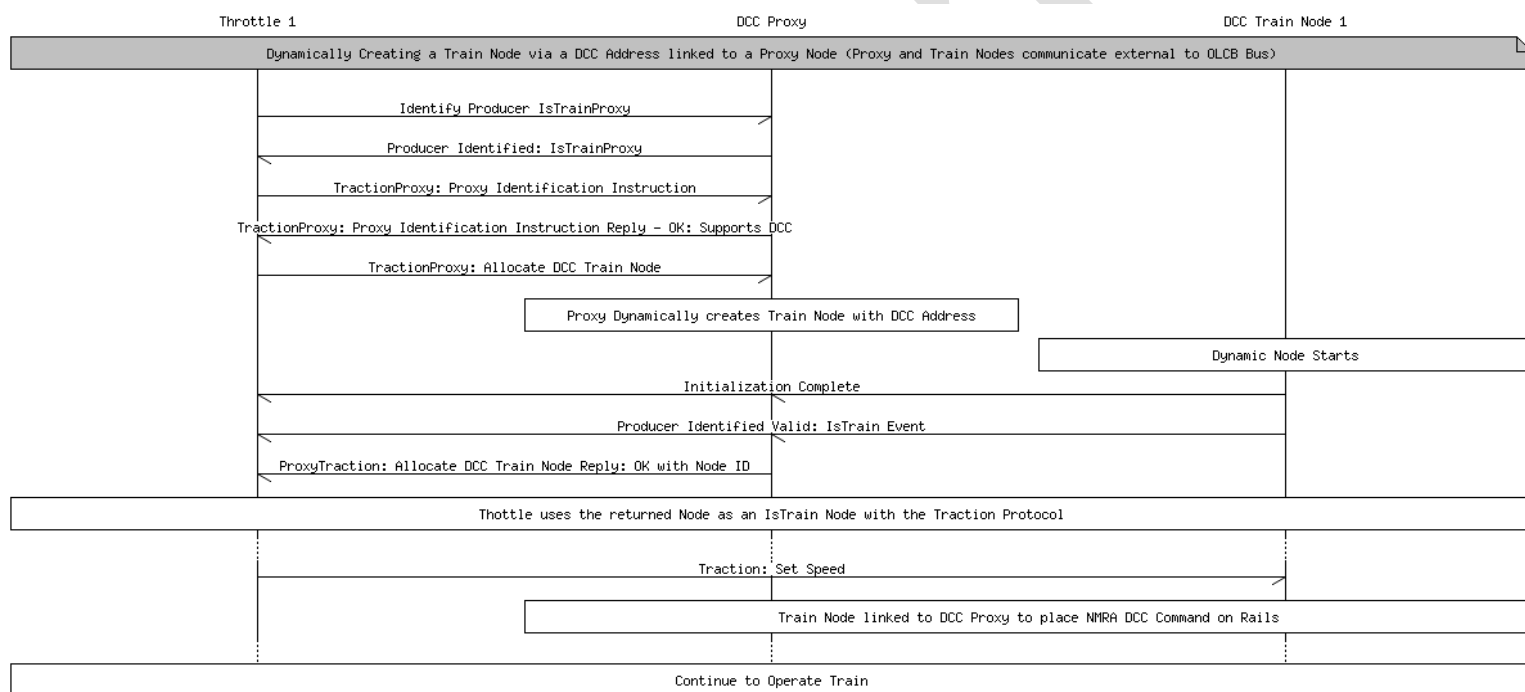 Throttle 1 DCC Proxy DCC Train Node 1
Dynamically Creating a Train Node via a DCC Address linked to a Proxy Node (Proxy and Train Nodes communicate external to OLCB Bus)
Identify Producer IsTrainProxy
Producer Identified: IsTrainProxy
TractionProxy: Proxy Identification Instruction
TractionProxy: Proxy Identification Instruction Reply - OK: Supports DCC
TractionProxy: Allocate DCC Train Node
Proxy Dynamically creates Train Node with DCC Address
Dynamic Node Starts
Initialization Complete
Producer Identified Valid: IsTrain Event
ProxyTraction: Allocate DCC Train Node Reply: OK with Node ID
Thottle uses the returned Node as an IsTrain Node with the Traction Protocol
Traction: Set Speed
Train Node linked to DCC Proxy to place NMRA DCC Command on Rails
Continue to Operate Train